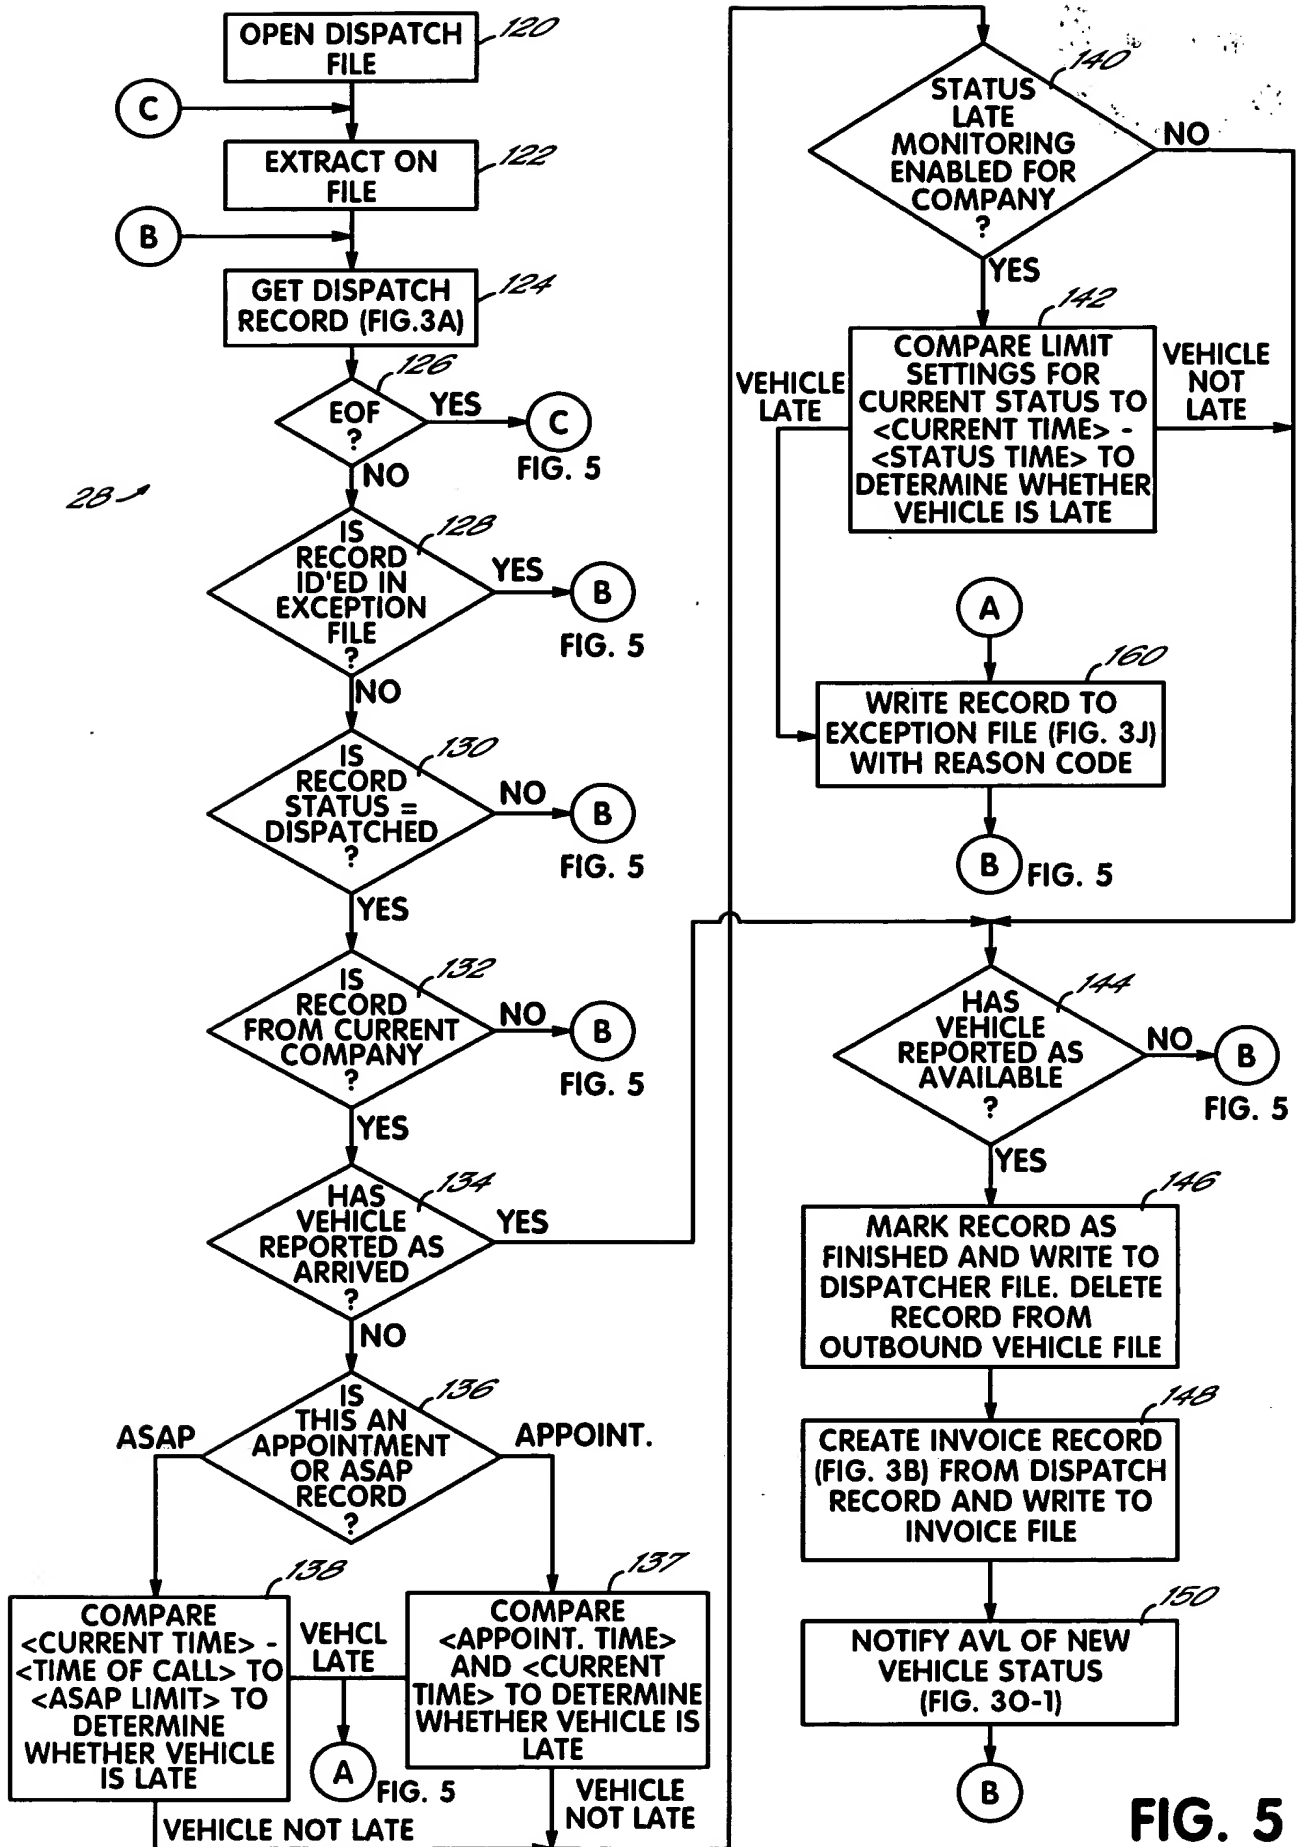 OPEN DISPATCH
FILE
120
C
EXTRACT ON
FILE
122
B
GET DISPATCH
RECORD (FIG.3A)
124
126
EOF
?
YES
C
FIG. 5
NO
28
IS
RECORD
ID'ED IN
EXCEPTION
FILE
?
128
YES
B
FIG. 5
NO
IS
RECORD
STATUS =
DISPATCHED
?
130
NO
B
FIG. 5
YES
IS
RECORD
FROM CURRENT
COMPANY
?
132
NO
B
FIG. 5
YES
HAS
VEHICLE
REPORTED AS
ARRIVED
?
134
YES
NO
IS
THIS AN
APPOINTMENT
OR ASAP
RECORD
?
136
ASAP
APPOINT.
138
COMPARE
<CURRENT TIME> -
<TIME OF CALL> TO
<ASAP LIMIT> TO
DETERMINE
WHETHER VEHICLE
IS LATE
VEHCL
LATE
A
FIG. 5
137
COMPARE
<APPOINT. TIME>
AND <CURRENT
TIME> TO DETERMINE
WHETHER VEHICLE IS
LATE
VEHICLE NOT LATE
VEHICLE
NOT LATE
STATUS
LATE
MONITORING
ENABLED FOR
COMPANY
?
140
NO
YES
142
COMPARE LIMIT
SETTINGS FOR
CURRENT STATUS TO
<CURRENT TIME> -
<STATUS TIME> TO
DETERMINE WHETHER
VEHICLE IS LATE
VEHICLE
LATE
VEHICLE
NOT
LATE
A
160
WRITE RECORD TO
EXCEPTION FILE (FIG. 3J)
WITH REASON CODE
B
FIG. 5
HAS
VEHICLE
REPORTED AS
AVAILABLE
?
144
NO
B
FIG. 5
YES
146
MARK RECORD AS
FINISHED AND WRITE TO
DISPATCHER FILE. DELETE
RECORD FROM
OUTBOUND VEHICLE FILE
148
CREATE INVOICE RECORD
(FIG. 3B) FROM DISPATCH
RECORD AND WRITE TO
INVOICE FILE
150
NOTIFY AVL OF NEW
VEHICLE STATUS
(FIG. 3O-1)
B
FIG. 5